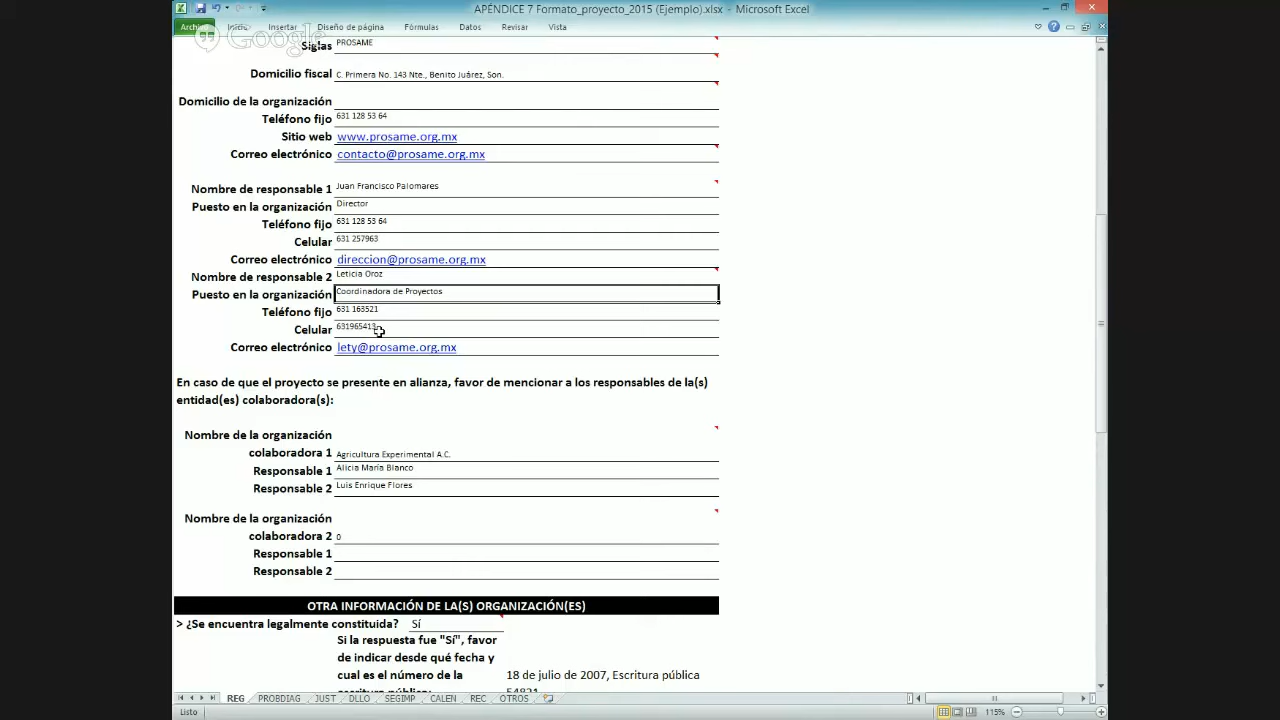 APÉNDICE 7 Formato_proyecto_2015 (Ejemplo).xlsx - Microsoft Excel
Archivo Inicio Insertar Diseño de página Fórmulas Datos Revisar Vista
Google
Siglas PROSAME
Domicilio fiscal C. Primera No. 143 Nte., Benito Juárez, Son.
Domicilio de la organización
Teléfono fijo 631 128 53 64
Sitio web www.prosame.org.mx
Correo electrónico contacto@prosame.org.mx
Nombre de responsable 1 Juan Francisco Palomares
Puesto en la organización Director
Teléfono fijo 631 128 53 64
Celular 631 257963
Correo electrónico direccion@prosame.org.mx
Nombre de responsable 2 Leticia Oroz
Puesto en la organización Coordinadora de Proyectos
Teléfono fijo 631 163521
Celular 631965413
Correo electrónico lety@prosame.org.mx
En caso de que el proyecto se presente en alianza, favor de mencionar a los responsables de la(s)
entidad(es) colaboradora(s):
Nombre de la organización
colaboradora 1 Agricultura Experimental A.C.
Responsable 1 Alicia María Blanco
Responsable 2 Luis Enrique Flores
Nombre de la organización
colaboradora 2 0
Responsable 1
Responsable 2
OTRA INFORMACIÓN DE LA(S) ORGANIZACIÓN(ES)
> ¿Se encuentra legalmente constituida? Sí
Si la respuesta fue "Sí", favor
de indicar desde qué fecha y
cual es el número de la 18 de julio de 2007, Escritura pública
escritura pública: 54821
REG PROBDIAG JUST DLLO SEGIMP CALEN REC OTROS
Listo 115%